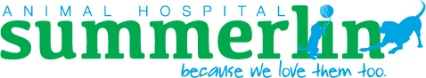 ANIMAL HOSPITAL
summerlin
because we love them too.